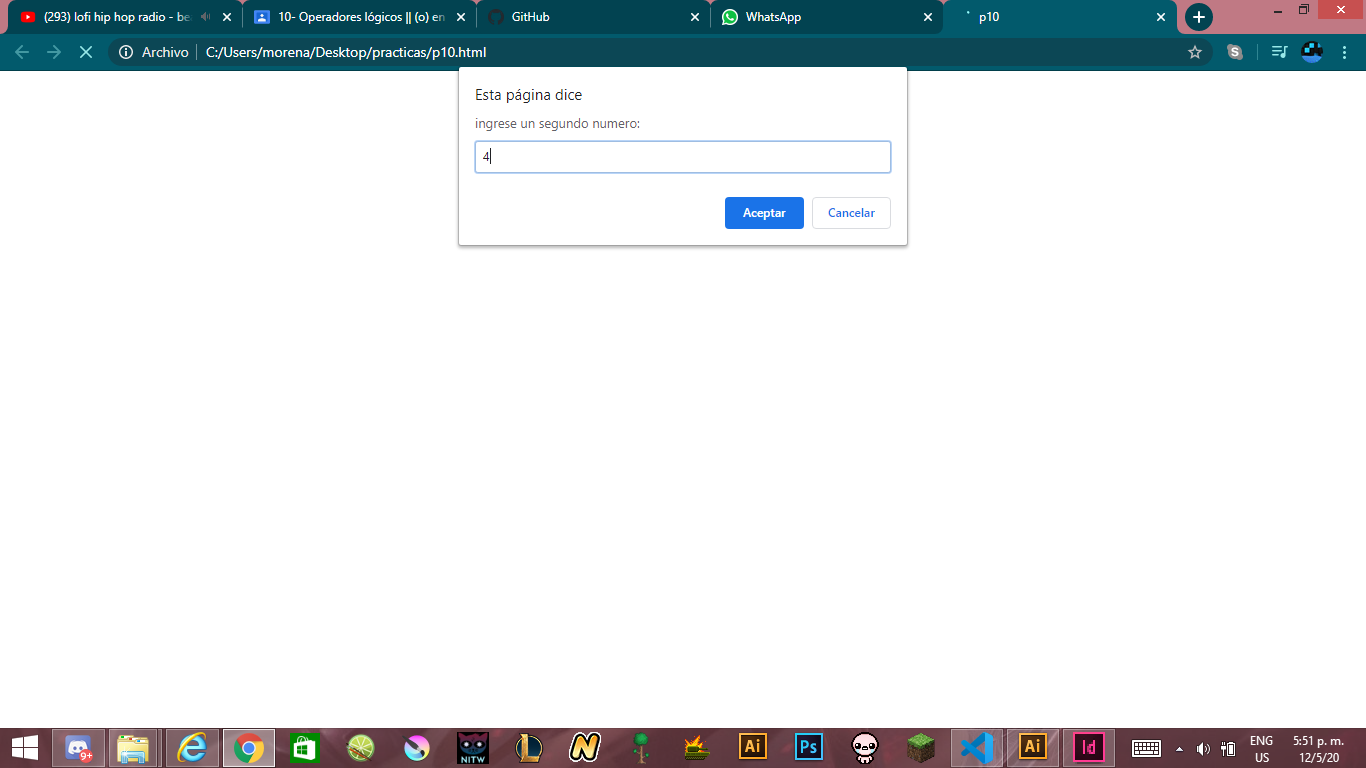 (293) lofi hip hop radio - be
10- Operadores lógicos || (o) en
GitHub
WhatsApp
p10
Archivo
C:/Users/morena/Desktop/practicas/p10.html
Esta página dice
ingrese un segundo numero:
4
Aceptar
Cancelar
9+
NITW
Ai
Ps
Ai
Id
ENG
US
5:51 p. m.
12/5/20